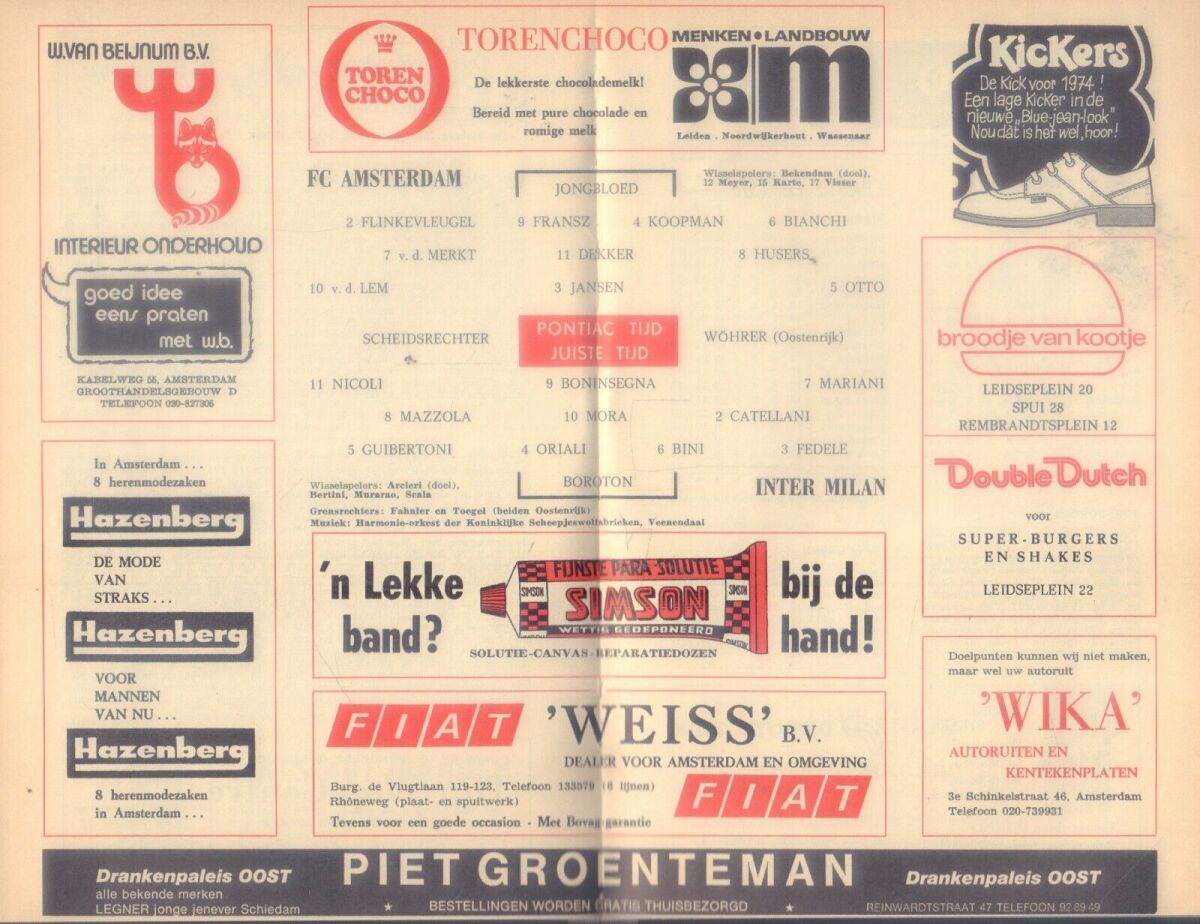 W.VAN BEIJNUM B.V.
INTERIEUR ONDERHOUD
goed idee
eens praten
met w.b.
KABELWEG 55, AMSTERDAM
GROOTHANDELSGEBOUW D
TELEFOON 020-827305
In Amsterdam . . .
8 herenmodezaken
Hazenberg
DE MODE
VAN
STRAKS . . .
Hazenberg
VOOR
MANNEN
VAN NU . . .
Hazenberg
8 herenmodezaken
in Amsterdam . . .
TOREN
CHOCO
TORENCHOCO
De lekkerste chocolademelk!
Bereid met pure chocolade en
romige melk
MENKEN • LANDBOUW
m
Leiden . Noordwijkerhout . Wassenaar
FC AMSTERDAM
JONGBLOED
Wisselspelers: Bekendam (doel),
12 Meyer, 15 Karte, 17 Visser
2 FLINKEVLEUGEL 9 FRANSZ 4 KOOPMAN 6 BIANCHI
7 v. d. MERKT 11 DEKKER 8 HUSERS
10 v. d. LEM 3 JANSEN 5 OTTO
SCHEIDSRECHTER PONTIAC TIJD WÖHRER (Oostenrijk)
JUISTE TIJD
11 NICOLI 9 BONINSEGNA 7 MARIANI
8 MAZZOLA 10 MORA 2 CATELLANI
5 GUIBERTONI 4 ORIALI 6 BINI 3 FEDELE
Wisselspelers: Arcieri (doel),
Bertini, Muraro, Scala
BOROTON
INTER MILAN
Grensrechters: Fahnler en Toegel (beiden Oostenrijk)
Muziek: Harmonie-orkest der Koninklijke Scheepjeswolfabrieken, Veenendaal
'n Lekke
band?
FIJNSTE PARA-SOLUTIE
SIMSON
SIMSON
SIMSON
WETTIG GEDEPONEERD
SIMSON
bij de
hand!
SOLUTIE-CANVAS-REPARATIEDOZEN
FIAT 'WEISS' B.V.
DEALER VOOR AMSTERDAM EN OMGEVING
Burg. de Vlugtlaan 119-123, Telefoon 133579 (6 lijnen)
Rhôneweg (plaat- en spuitwerk)
Tevens voor een goede occasion - Met Bovag garantie
FIAT
KicKers
De Kick voor 1974 !
Een lage Kicker in de
nieuwe „Blue-jean-look"
Nou dàt is het wel, hoor!
broodje van kootje
LEIDSEPLEIN 20
SPUI 28
REMBRANDTSPLEIN 12
Double Dutch
voor
SUPER-BURGERS
EN SHAKES
LEIDSEPLEIN 22
Doelpunten kunnen wij niet maken,
maar wel uw autoruit
'WIKA'
AUTORUITEN EN
KENTEKENPLATEN
3e Schinkelstraat 46, Amsterdam
Telefoon 020-739931
Drankenpaleis OOST
alle bekende merken
LEGNER jonge jenever Schiedam
PIET GROENTEMAN
★ BESTELLINGEN WORDEN GRATIS THUISBEZORGD ★
Drankenpaleis OOST
REINWARDTSTRAAT 47 TELEFOON 92 89 49